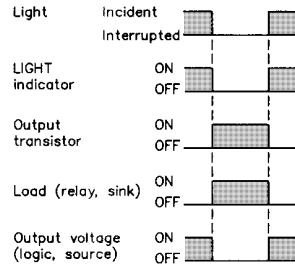 Light Incident
Interrupted
LIGHT ON
indicator OFF
Output ON
transistor OFF
Load (relay, sink) ON
OFF
Output voltage ON
(logic, source) OFF